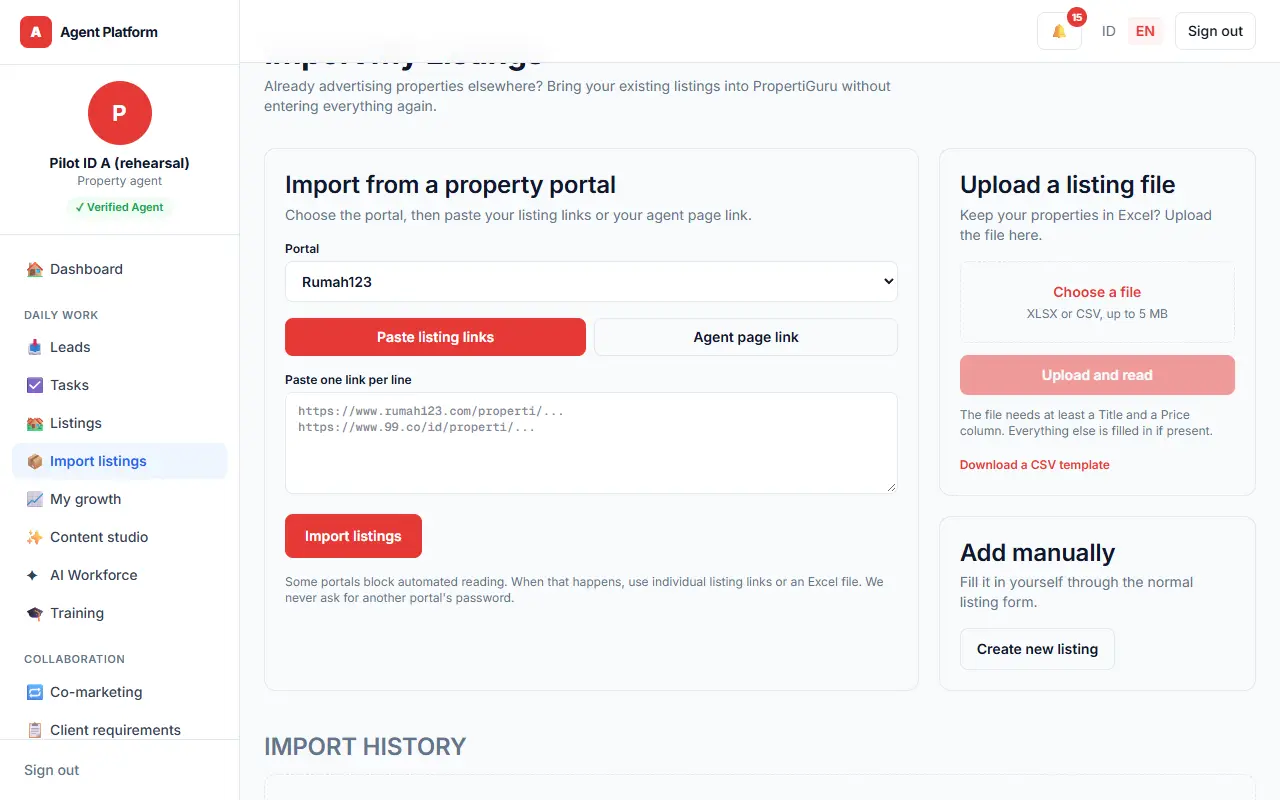 A Agent Platform
15
ID
EN
Sign out
P
Pilot ID A (rehearsal)
Property agent
✓ Verified Agent
Dashboard
DAILY WORK
Leads
Tasks
Listings
Import listings
My growth
Content studio
AI Workforce
Training
COLLABORATION
Co-marketing
Client requirements
Sign out
Import my Listings
Already advertising properties elsewhere? Bring your existing listings into PropertiGuru without
entering everything again.
Import from a property portal
Choose the portal, then paste your listing links or your agent page link.
Portal
Rumah123
Paste listing links
Agent page link
Paste one link per line
https://www.rumah123.com/properti/...
https://www.99.co/id/properti/...
Import listings
Some portals block automated reading. When that happens, use individual listing links or an Excel file. We
never ask for another portal's password.
Upload a listing file
Keep your properties in Excel? Upload
the file here.
Choose a file
XLSX or CSV, up to 5 MB
Upload and read
The file needs at least a Title and a Price
column. Everything else is filled in if present.
Download a CSV template
Add manually
Fill it in yourself through the normal
listing form.
Create new listing
IMPORT HISTORY